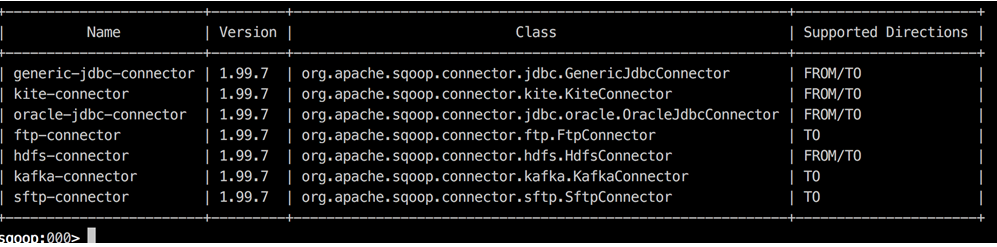 +------------------------+---------+------------------------------------------------------------+----------------------+
| Name | Version | Class | Supported Directions |
+------------------------+---------+------------------------------------------------------------+----------------------+
| generic-jdbc-connector | 1.99.7 | org.apache.sqoop.connector.jdbc.GenericJdbcConnector | FROM/TO |
| kite-connector | 1.99.7 | org.apache.sqoop.connector.kite.KiteConnector | FROM/TO |
| oracle-jdbc-connector | 1.99.7 | org.apache.sqoop.connector.jdbc.oracle.OracleJdbcConnector | FROM/TO |
| ftp-connector | 1.99.7 | org.apache.sqoop.connector.ftp.FtpConnector | TO |
| hdfs-connector | 1.99.7 | org.apache.sqoop.connector.hdfs.HdfsConnector | FROM/TO |
| kafka-connector | 1.99.7 | org.apache.sqoop.connector.kafka.KafkaConnector | TO |
| sftp-connector | 1.99.7 | org.apache.sqoop.connector.sftp.SftpConnector | TO |
+------------------------+---------+------------------------------------------------------------+----------------------+
sqoop:000>